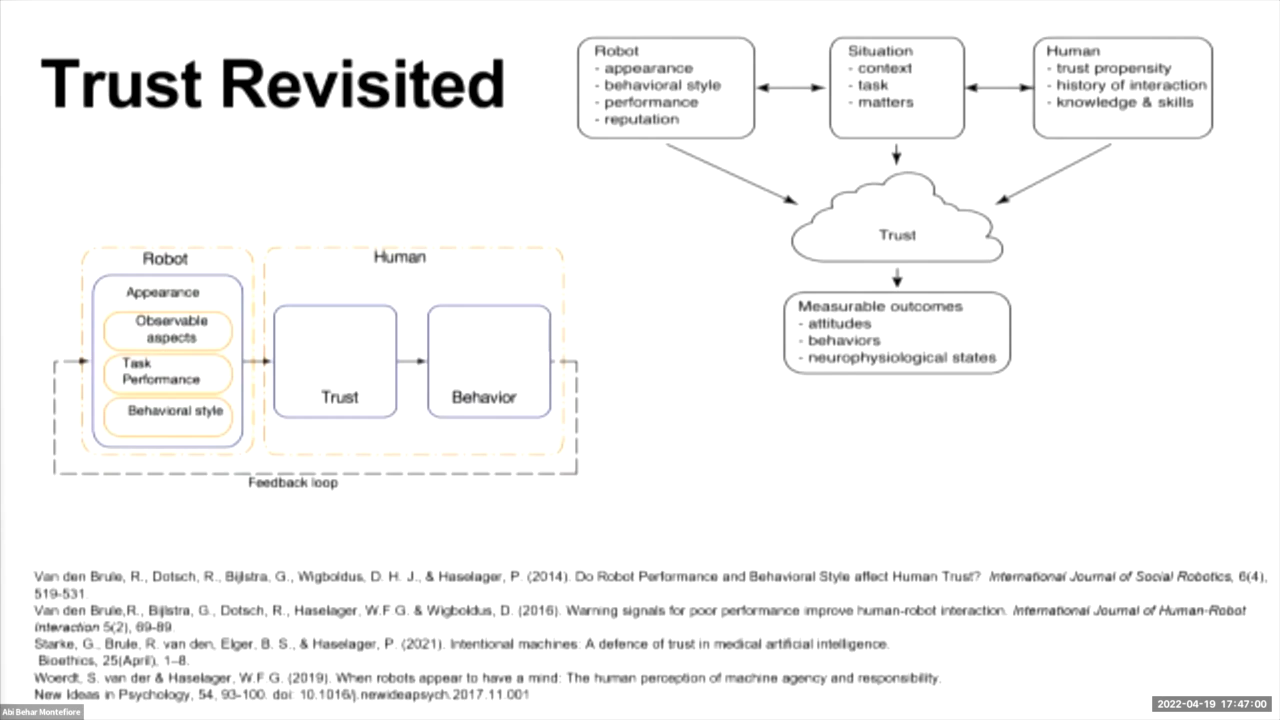 Trust Revisited
Robot
- appearance
- behavioral style
- performance
- reputation
Situation
- context
- task
- matters
Human
- trust propensity
- history of interaction
- knowledge & skills
Trust
Measurable outcomes
- attitudes
- behaviors
- neurophysiological states
Robot
Appearance
Observable
aspects
Task
Performance
Behavioral style
Human
Trust
Behavior
Feedback loop
Van den Brule, R., Dotsch, R., Bijlstra, G., Wigboldus, D. H. J., & Haselager, P. (2014). Do Robot Performance and Behavioral Style affect Human Trust? International Journal of Social Robotics, 6(4),
519-531
Van den Brule,R., Bijlstra, G., Dotsch, R., Haselager, W.F G. & Wigboldus, D. (2016). Warning signals for poor performance improve human-robot interaction. International Journal of Human-Robot
Interaction 5(2), 69-89.
Starke, G., Brule, R. van den, Elger, B. S., & Haselager, P. (2021). Intentional machines: A defence of trust in medical artificial intelligence.
Bioethics, 25(April), 1–8.
Woerdt, S. van der & Haselager, W.F G. (2019). When robots appear to have a mind: The human perception of machine agency and responsibility.
New Ideas in Psychology, 54, 93-100. doi: 10.1016/j.newideapsych.2017.11.001
Abi Behar Montefiore
2022-04-19 17:47:00